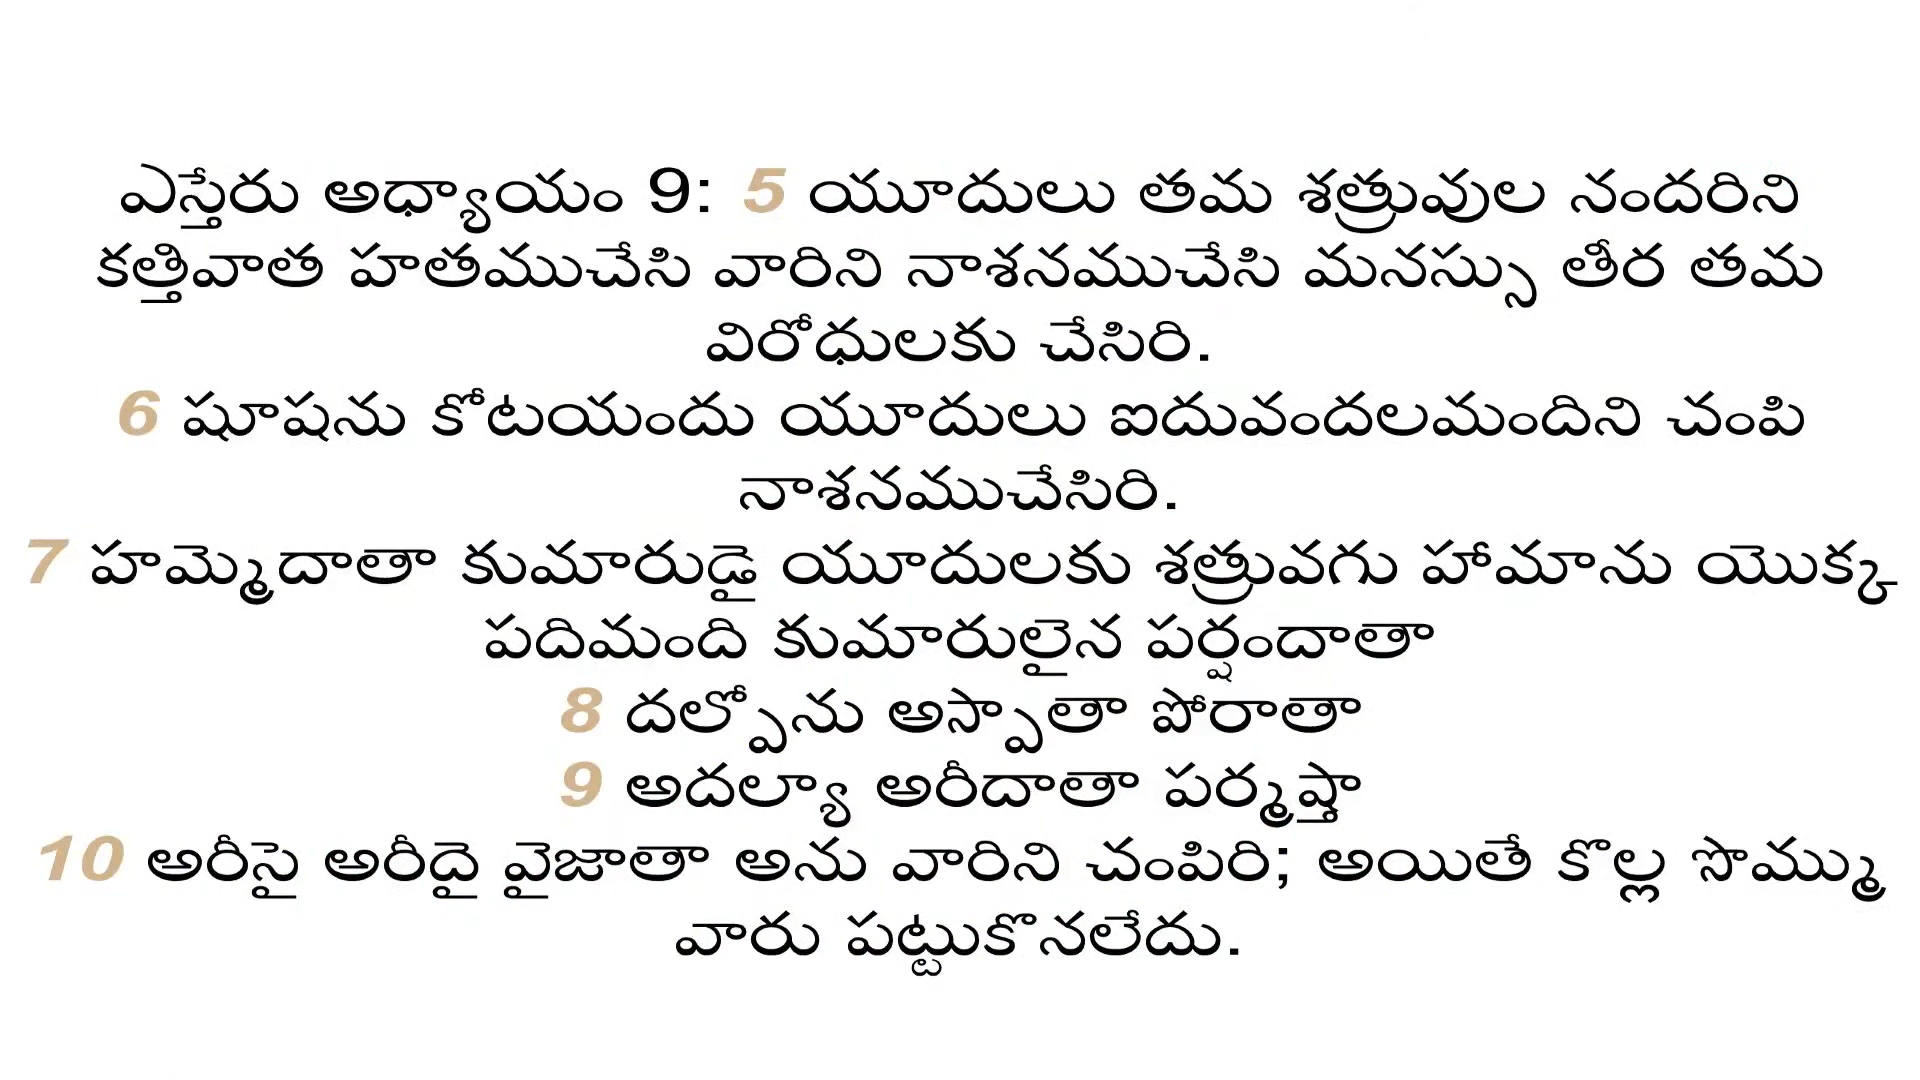 ఎస్తేరు అధ్యాయం 9: 5 యూదులు తమ శత్రువుల నందరిని
కత్తివాత హతముచేసి వారిని నాశనముచేసి మనస్సు తీర తమ
విరోధులకు చేసిరి.
6 షూషను కోటయందు యూదులు ఐదువందలమందిని చంపి
నాశనముచేసిరి.
7 హమ్మెదాతా కుమారుడై యూదులకు శత్రువగు హామాను యొక్క
పదిమంది కుమారులైన పర్షందాతా
8 దల్పోను అస్పాతా పోరాతా
9 అదల్యా అరీదాతా పర్మష్తా
10 అరీసై అరీదై వైజాతా అను వారిని చంపిరి; అయితే కొల్ల సొమ్ము
వారు పట్టుకొనలేదు.